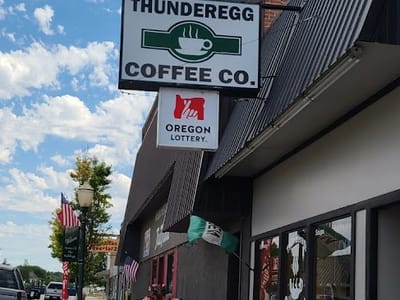 THUNDEREGG
COFFEE CO.
OREGON
LOTTERY.